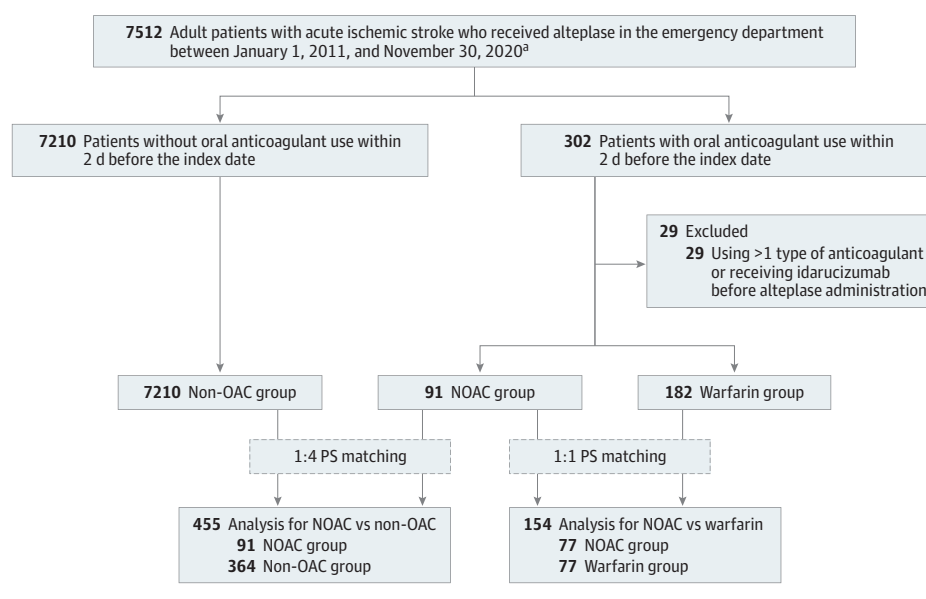 7512 Adult patients with acute ischemic stroke who received alteplase in the emergency department
between January 1, 2011, and November 30, 2020a
7210 Patients without oral anticoagulant use within
2 d before the index date
302 Patients with oral anticoagulant use within
2 d before the index date
29 Excluded
29 Using >1 type of anticoagulant
or receiving idarucizumab
before alteplase administration
7210 Non-OAC group
91 NOAC group
182 Warfarin group
1:4 PS matching
1:1 PS matching
455 Analysis for NOAC vs non-OAC
91 NOAC group
364 Non-OAC group
154 Analysis for NOAC vs warfarin
77 NOAC group
77 Warfarin group